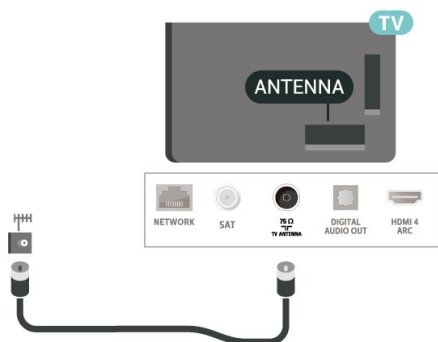 TV
ANTENNA
NETWORK
SAT
75 Ω
TV ANTENNA
DIGITAL
AUDIO OUT
HDMI 4
ARC